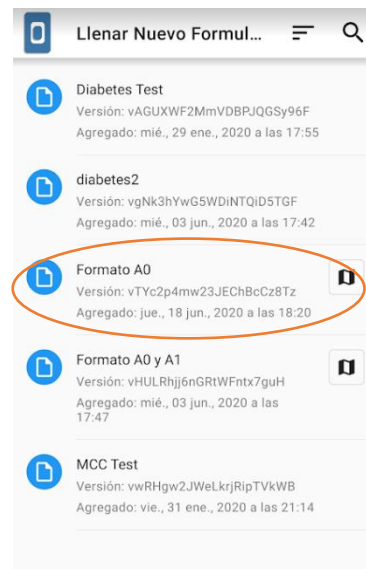 Llenar Nuevo Formul...
Diabetes Test
Versión: vAGUXWF2MmVDBPJQGSy96F
Agregado: mié., 29 ene., 2020 a las 17:55
diabetes2
Versión: vgNk3hYwG5WDiNTQiD5TGF
Agregado: mié., 03 jun., 2020 a las 17:42
Formato A0
Versión: vTYc2p4mw23JEChBcCz8Tz
Agregado: jue., 18 jun., 2020 a las 18:20
Formato A0 y A1
Versión: vHULRhjj6nGRtWFntx7guH
Agregado: mié., 03 jun., 2020 a las
17:47
MCC Test
Versión: vwRHgw2JWeLkrjRipTVkWB
Agregado: vie., 31 ene., 2020 a las 21:14